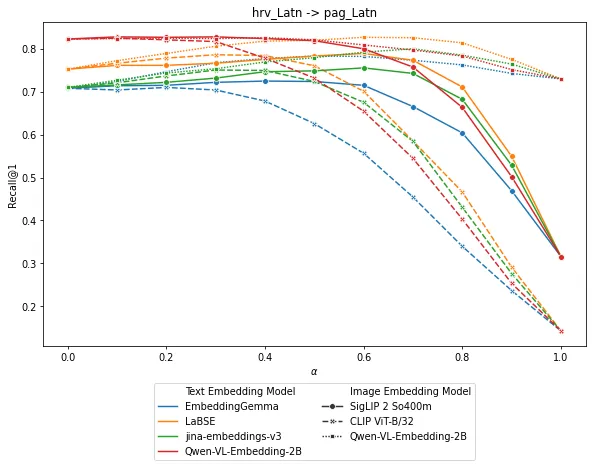 hrv_Latn -> pag_Latn
Recall@1
0.8
0.7
0.6
0.5
0.4
0.3
0.2
0.0 0.2 0.4 0.6 0.8 1.0
α
Text Embedding Model Image Embedding Model
EmbeddingGemma SigLIP 2 So400m
LaBSE CLIP ViT-B/32
jina-embeddings-v3 Qwen-VL-Embedding-2B
Qwen-VL-Embedding-2B